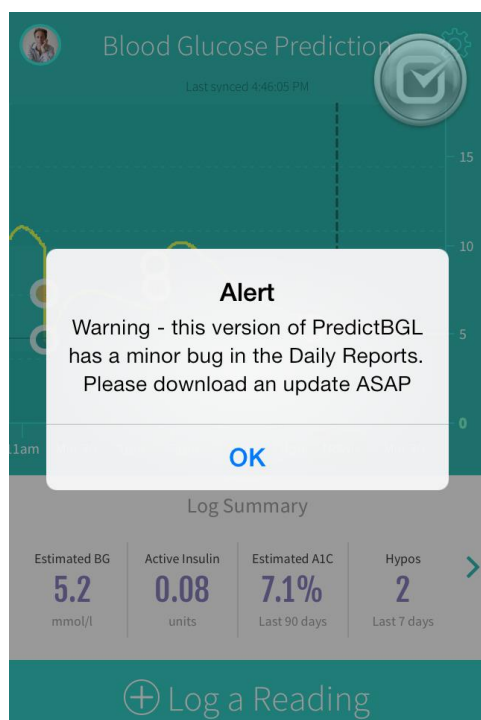 Blood Glucose Prediction
Last synced 4:46:05 PM
15
10
Alert
Warning - this version of PredictBGL
has a minor bug in the Daily Reports.
Please download an update ASAP
5
OK
0
11am
Log Summary
Estimated BG Active Insulin Estimated A1C Hypos
5.2 0.08 7.1% 2
mmol/l units Last 90 days Last 7 days
Log a Reading